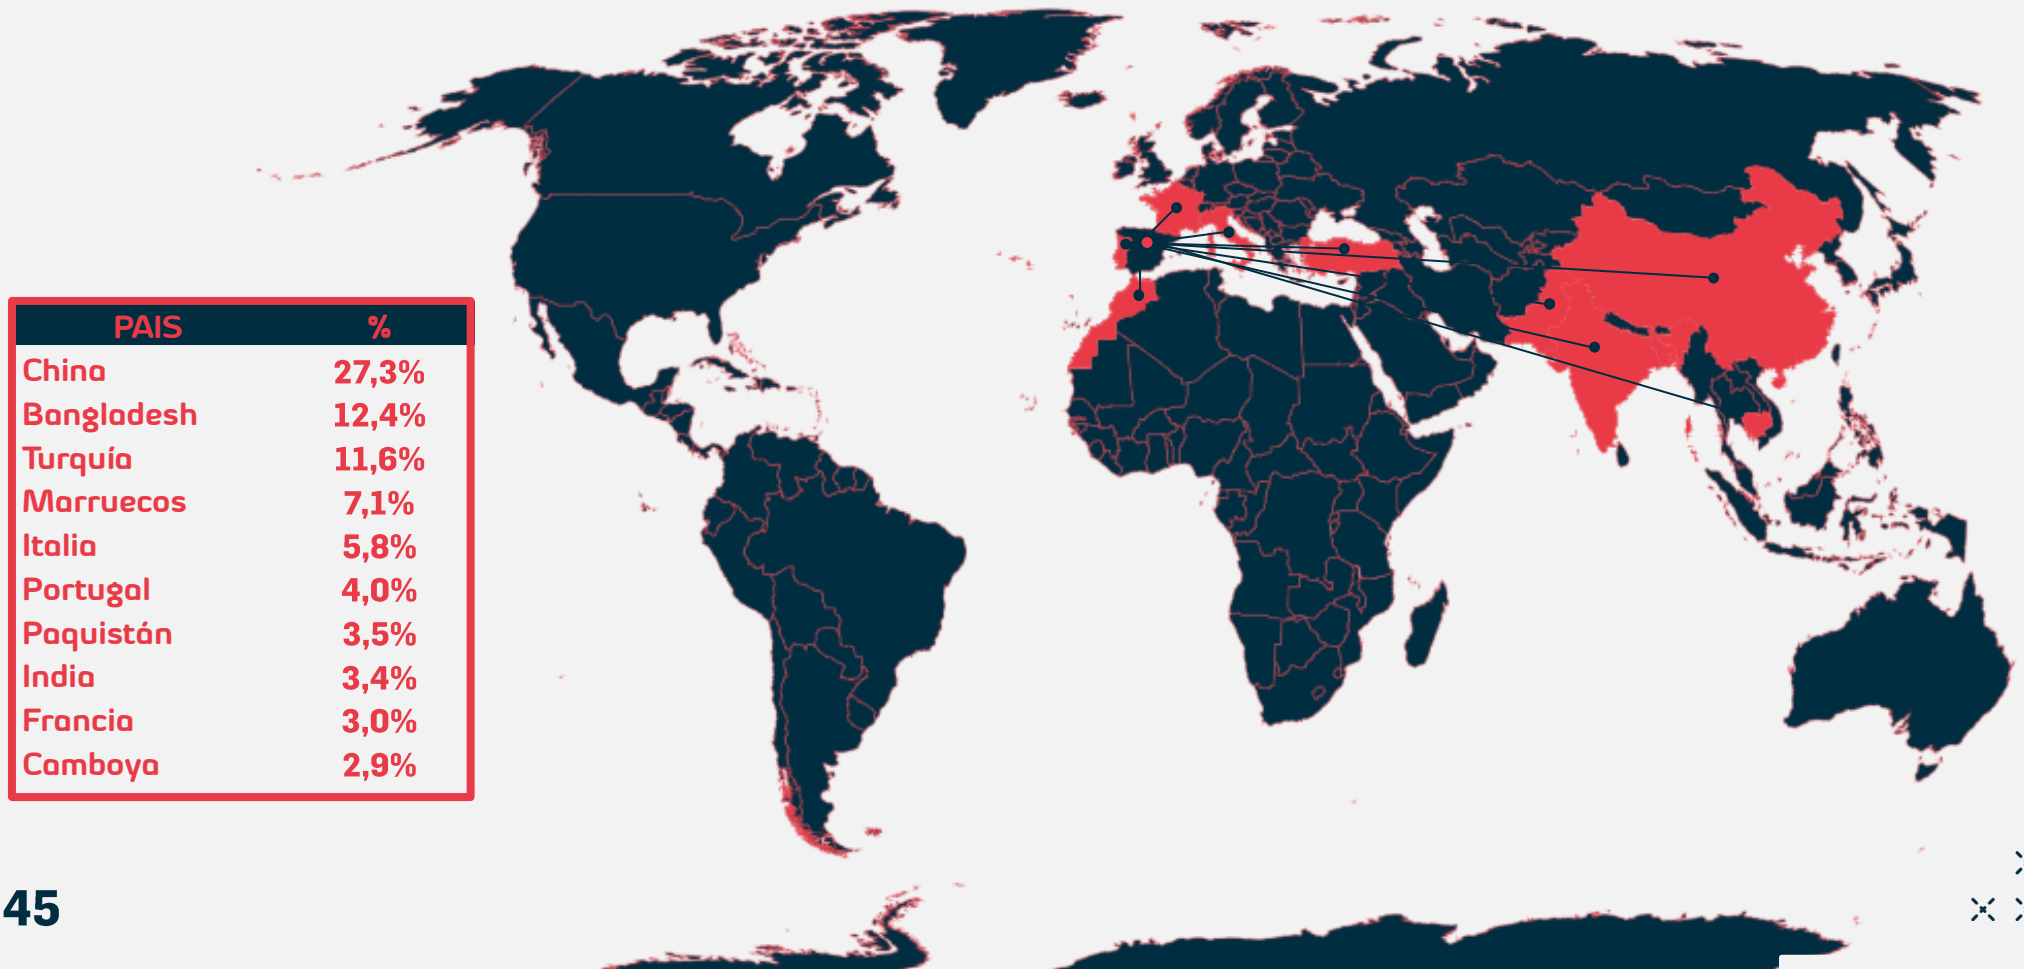 PAIS %
China 27,3%
Bangladesh 12,4%
Turquía 11,6%
Marruecos 7,1%
Italia 5,8%
Portugal 4,0%
Paquistán 3,5%
India 3,4%
Francia 3,0%
Camboya 2,9%
45